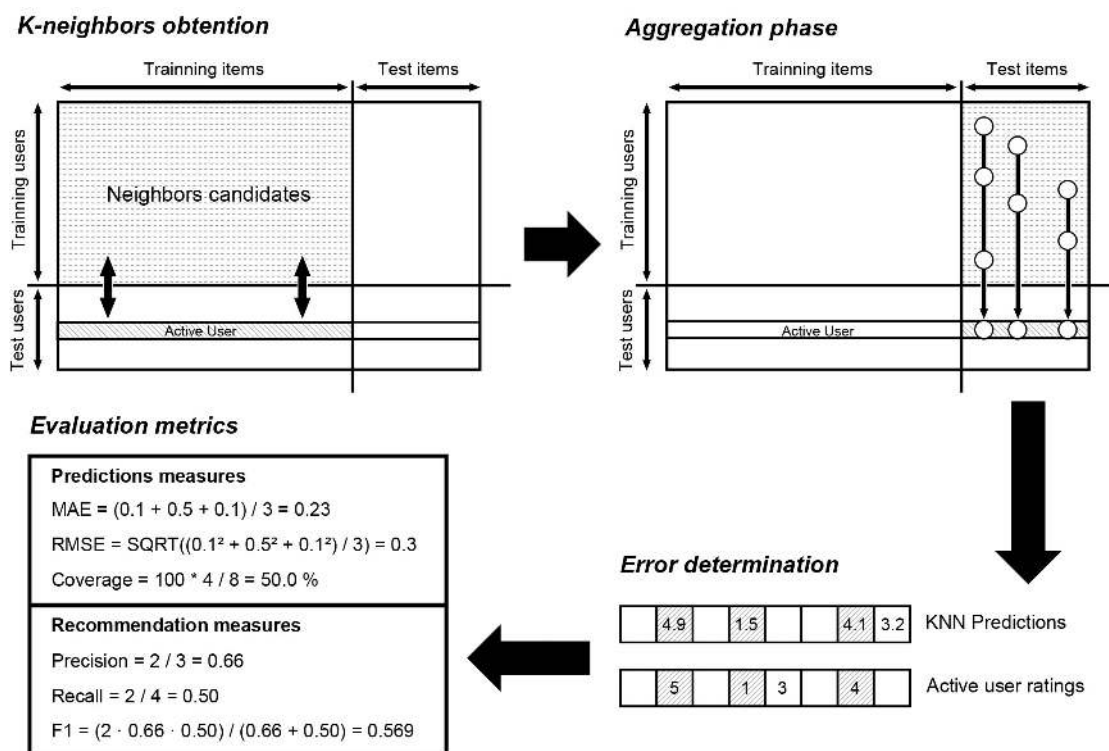 K-neighbors obtention
Trainning items
Test items
Trainning users
Neighbors candidates
Test users
Active User
Aggregation phase
Trainning items
Test items
Trainning users
Test users
Active User
Evaluation metrics
Predictions measures
MAE = (0.1 + 0.5 + 0.1) / 3 = 0.23
RMSE = SQRT((0.1² + 0.5² + 0.1²) / 3) = 0.3
Coverage = 100 * 4 / 8 = 50.0 %
Recommendation measures
Precision = 2 / 3 = 0.66
Recall = 2 / 4 = 0.50
F1 = (2 · 0.66 · 0.50) / (0.66 + 0.50) = 0.569
Error determination
4.9 1.5 4.1 3.2 KNN Predictions
5 1 3 4 Active user ratings